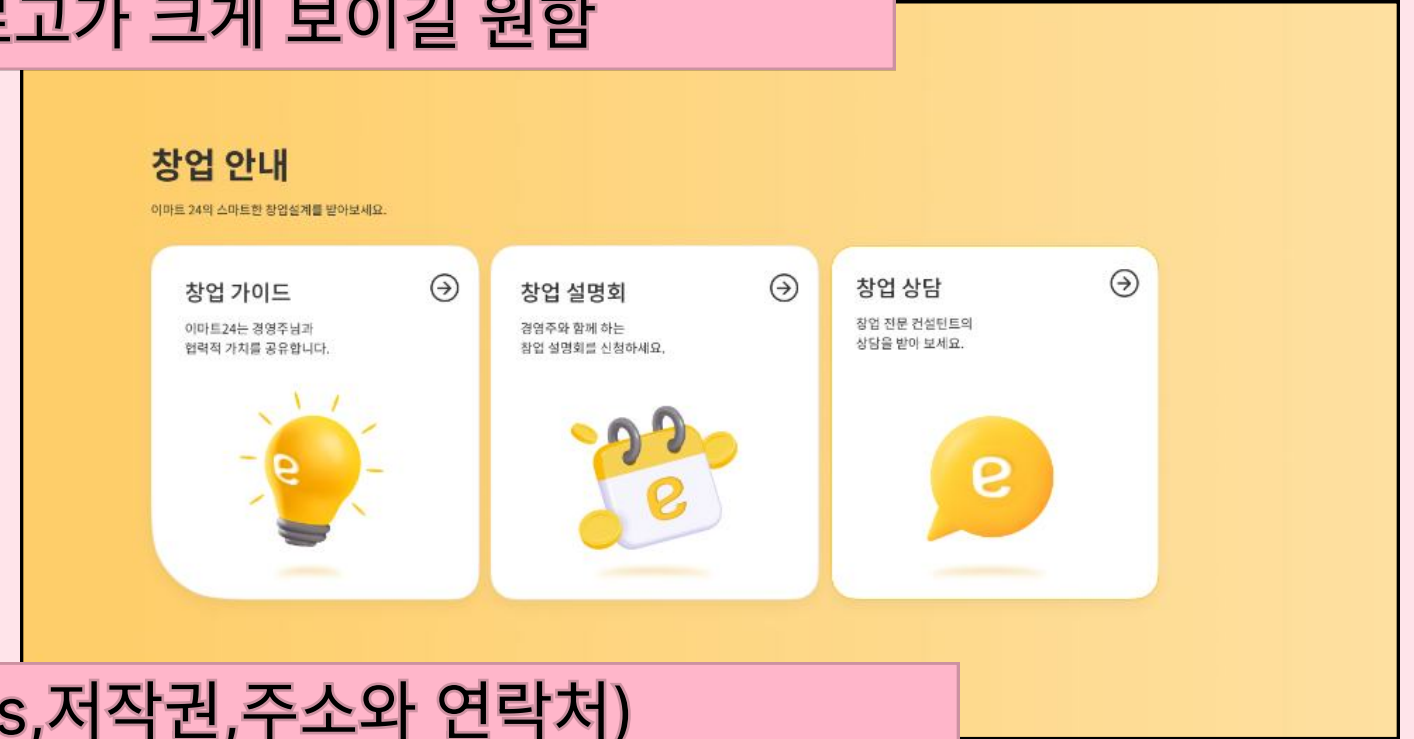 로고가 크게 보이길 원함
창업 안내
이마트 24의 스마트한 창업설계를 받아보세요.
창업 가이드
이마트24는 경영주님과
협력적 가치를 공유합니다.
창업 설명회
경영주와 함께 하는
참업 설명회를 신청하세요.
창업 상담
창업 전문 컨설턴트의
상담을 받아 보세요.
e
e
e
s,저작권,주소와 연락처)